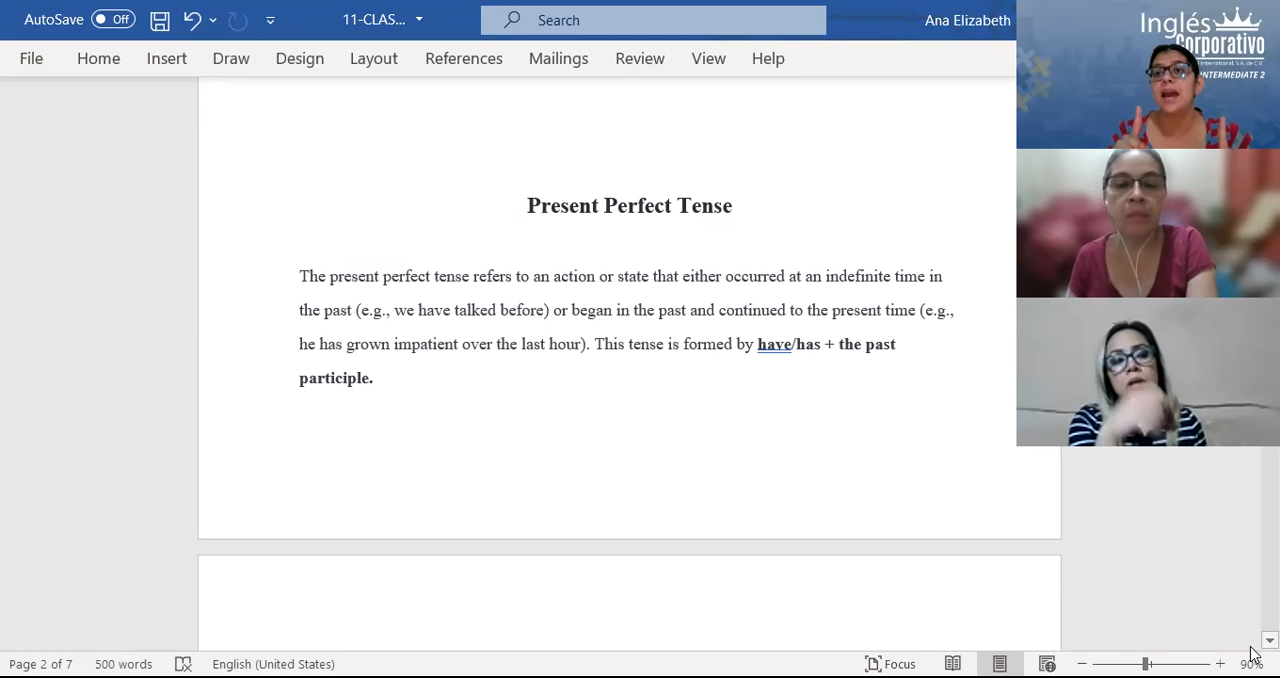 AutoSave Off 11-CLAS... Search Ana Elizabeth
File Home Insert Draw Design Layout References Mailings Review View Help
Inglés
Corporativo
International, S.A. de C.V.
INTERMEDIATE 2
Present Perfect Tense
The present perfect tense refers to an action or state that either occurred at an indefinite time in
the past (e.g., we have talked before) or began in the past and continued to the present time (e.g.,
he has grown impatient over the last hour). This tense is formed by have/has + the past
participle.
Page 2 of 7 500 words English (United States) Focus 90%